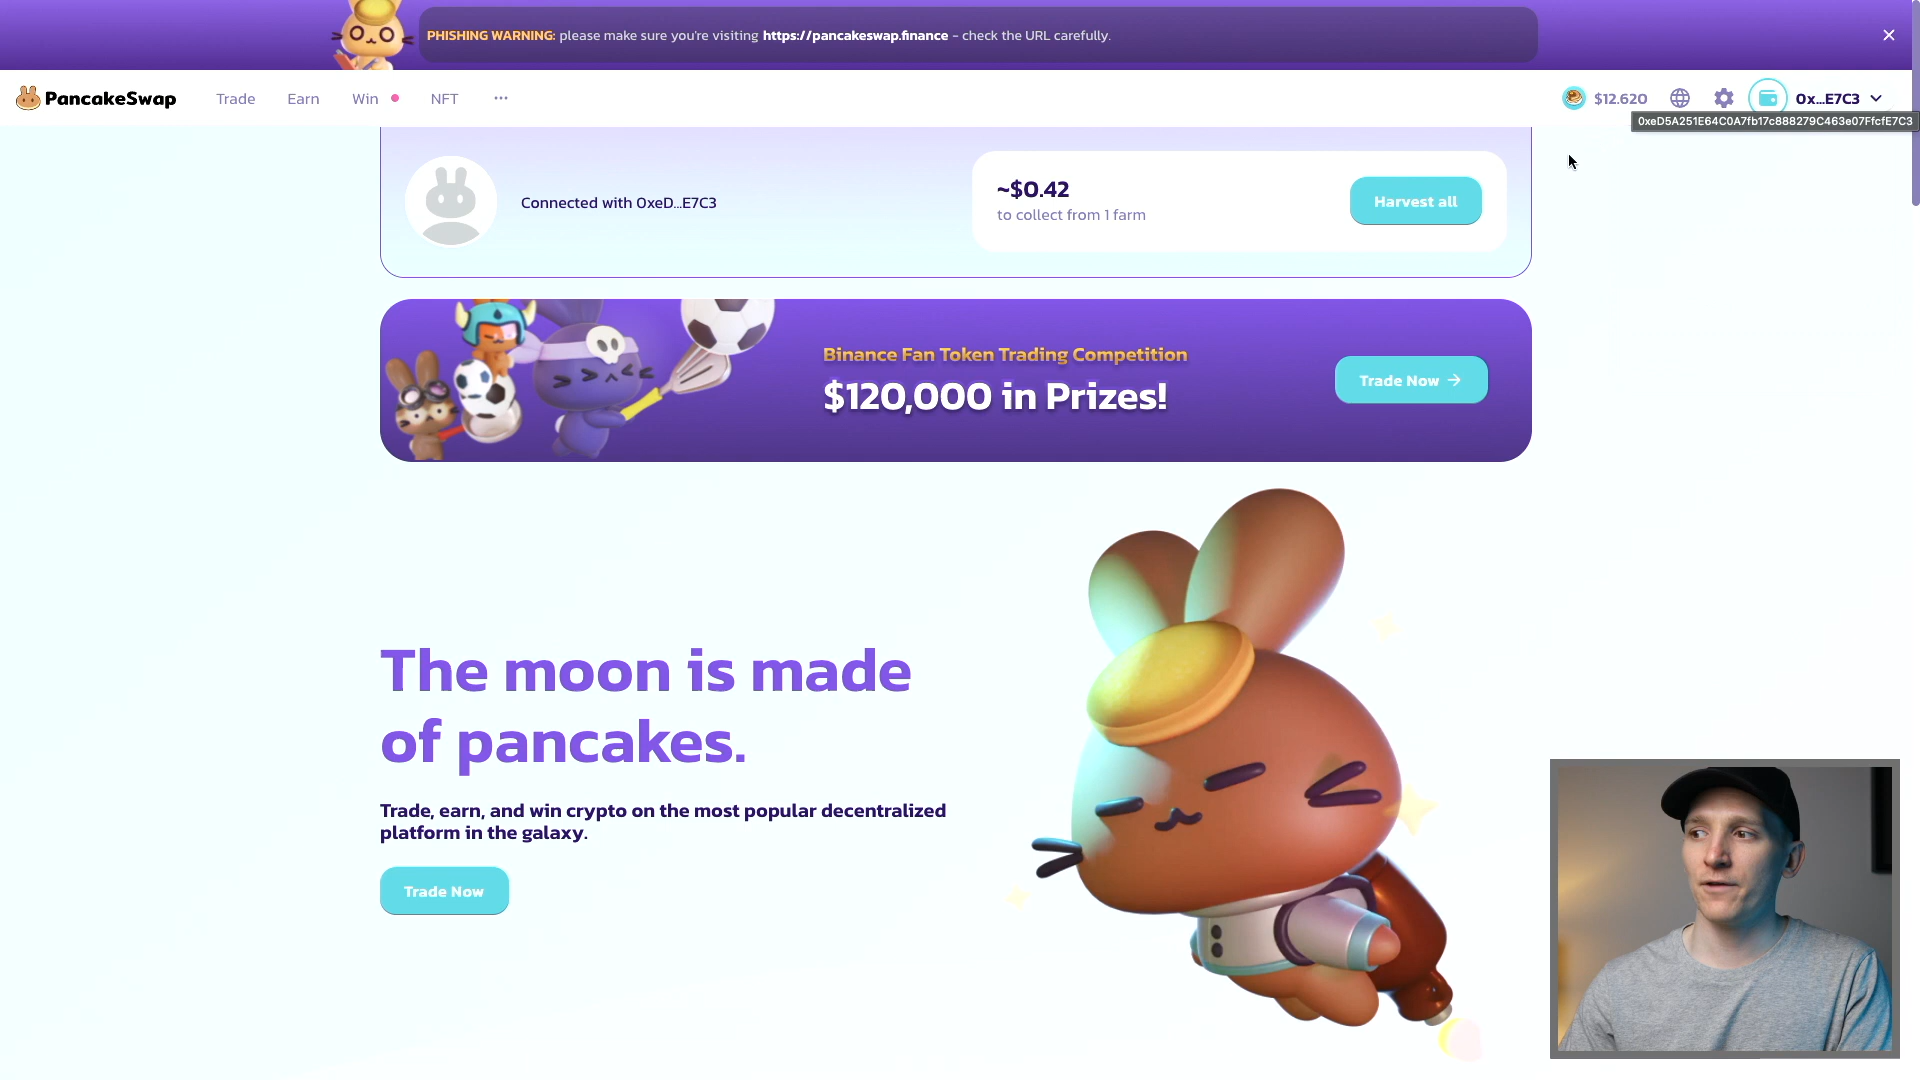 PHISHING WARNING: please make sure you're visiting https://pancakeswap.finance - check the URL carefully.
PancakeSwap Trade Earn Win NFT $12.620 0x...E7C3
0xeD5A251E64C0A7fb17c888279C463e07FfcfE7C3
Connected with 0xeD...E7C3
~$0.42
to collect from 1 farm
Harvest all
Binance Fan Token Trading Competition
$120,000 in Prizes!
Trade Now
The moon is made
of pancakes.
Trade, earn, and win crypto on the most popular decentralized
platform in the galaxy.
Trade Now